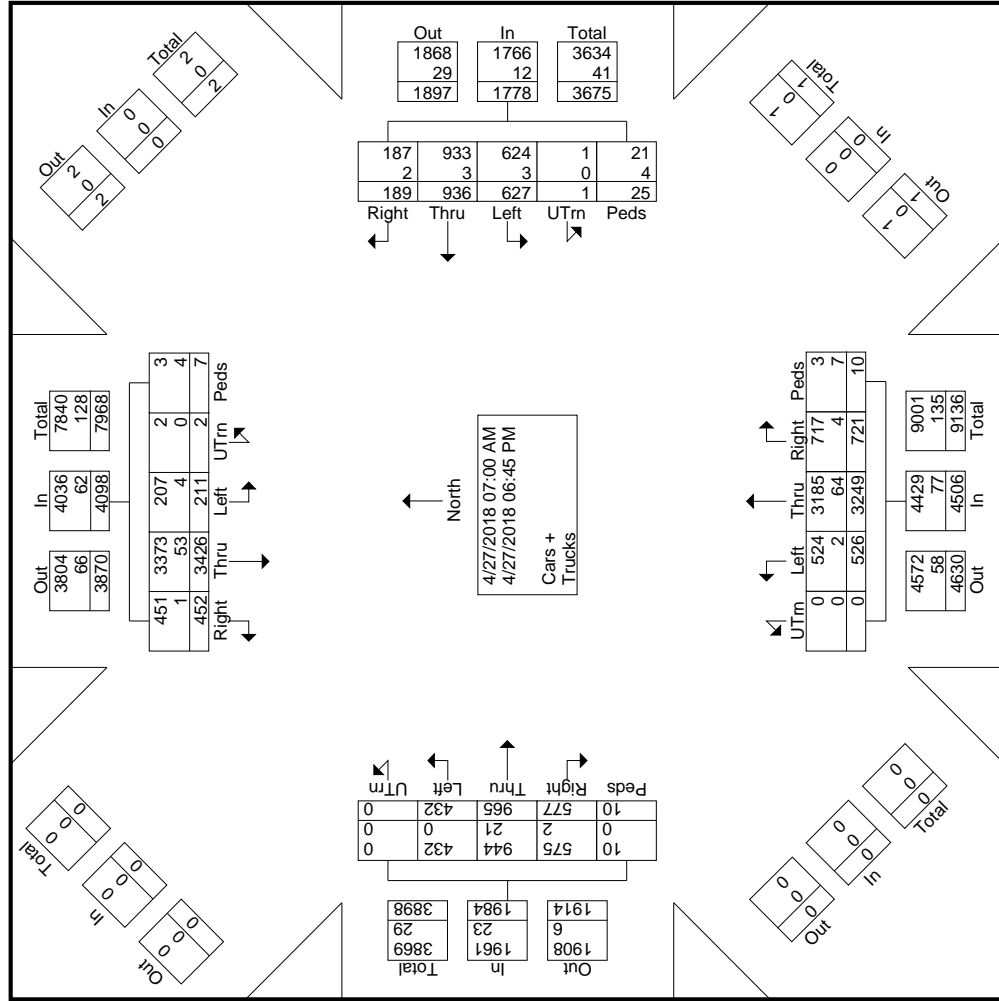 Out In Total
1868 1766 3634
29 12 41
1897 1778 3675
187 933 624 1 21
2 3 3 0 4
189 936 627 1 25
Right Thru Left UTrn Peds
Out
2
0
2
In
0
0
0
Total
2
0
2
Total
1
0
1
In
0
0
0
Out
1
0
1
Out In Total
3804 4036 7840
66 62 128
3870 4098 7968
451 3373 207 2 3
1 53 4 0 4
452 3426 211 2 7
Right Thru Left UTrn Peds
North
4/27/2018 07:00 AM
4/27/2018 06:45 PM
Cars +
Trucks
UTrn Left Thru Right Peds
0 524 3185 717 3
0 2 64 4 7
0 526 3249 721 10
4572 4429 9001
58 77 135
4630 4506 9136
Out In Total
Peds Right Thru Left UTrn
10 577 965 432 0
0 2 21 0 0
10 575 944 432 0
1914 1984 3898
6 23 29
1908 1961 3869
Out In Total
Total
0
0
0
In
0
0
0
Out
0
0
0
Out
0
0
0
In
0
0
0
Total
0
0
0